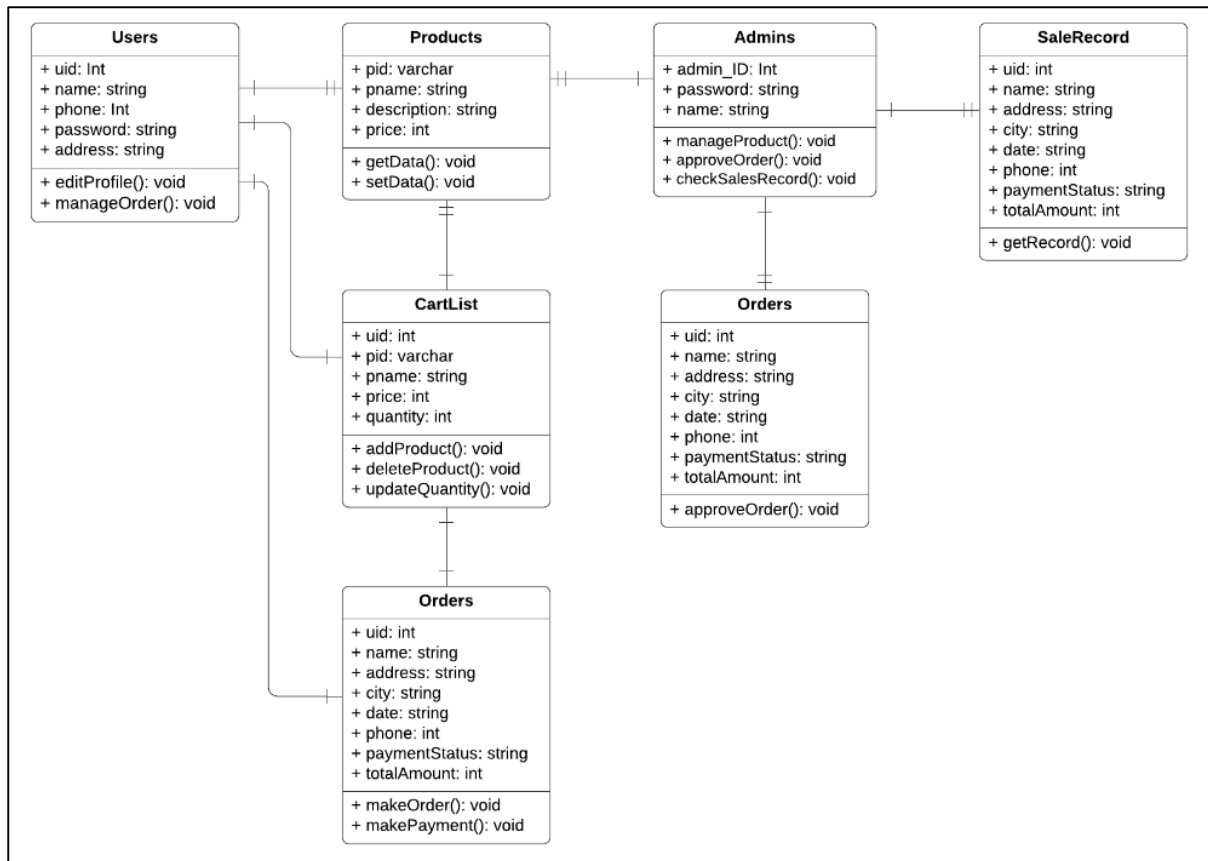 Users
+ uid: Int
+ name: string
+ phone: Int
+ password: string
+ address: string
+ editProfile(): void
+ manageOrder(): void
Products
+ pid: varchar
+ pname: string
+ description: string
+ price: int
+ getData(): void
+ setData(): void
Admins
+ admin_ID: Int
+ password: string
+ name: string
+ manageProduct(): void
+ approveOrder(): void
+ checkSalesRecord(): void
SaleRecord
+ uid: int
+ name: string
+ address: string
+ city: string
+ date: string
+ phone: int
+ paymentStatus: string
+ totalAmount: int
+ getRecord(): void
CartList
+ uid: int
+ pid: varchar
+ pname: string
+ price: int
+ quantity: int
+ addProduct(): void
+ deleteProduct(): void
+ updateQuantity(): void
Orders
+ uid: int
+ name: string
+ address: string
+ city: string
+ date: string
+ phone: int
+ paymentStatus: string
+ totalAmount: int
+ approveOrder(): void
Orders
+ uid: int
+ name: string
+ address: string
+ city: string
+ date: string
+ phone: int
+ paymentStatus: string
+ totalAmount: int
+ makeOrder(): void
+ makePayment(): void